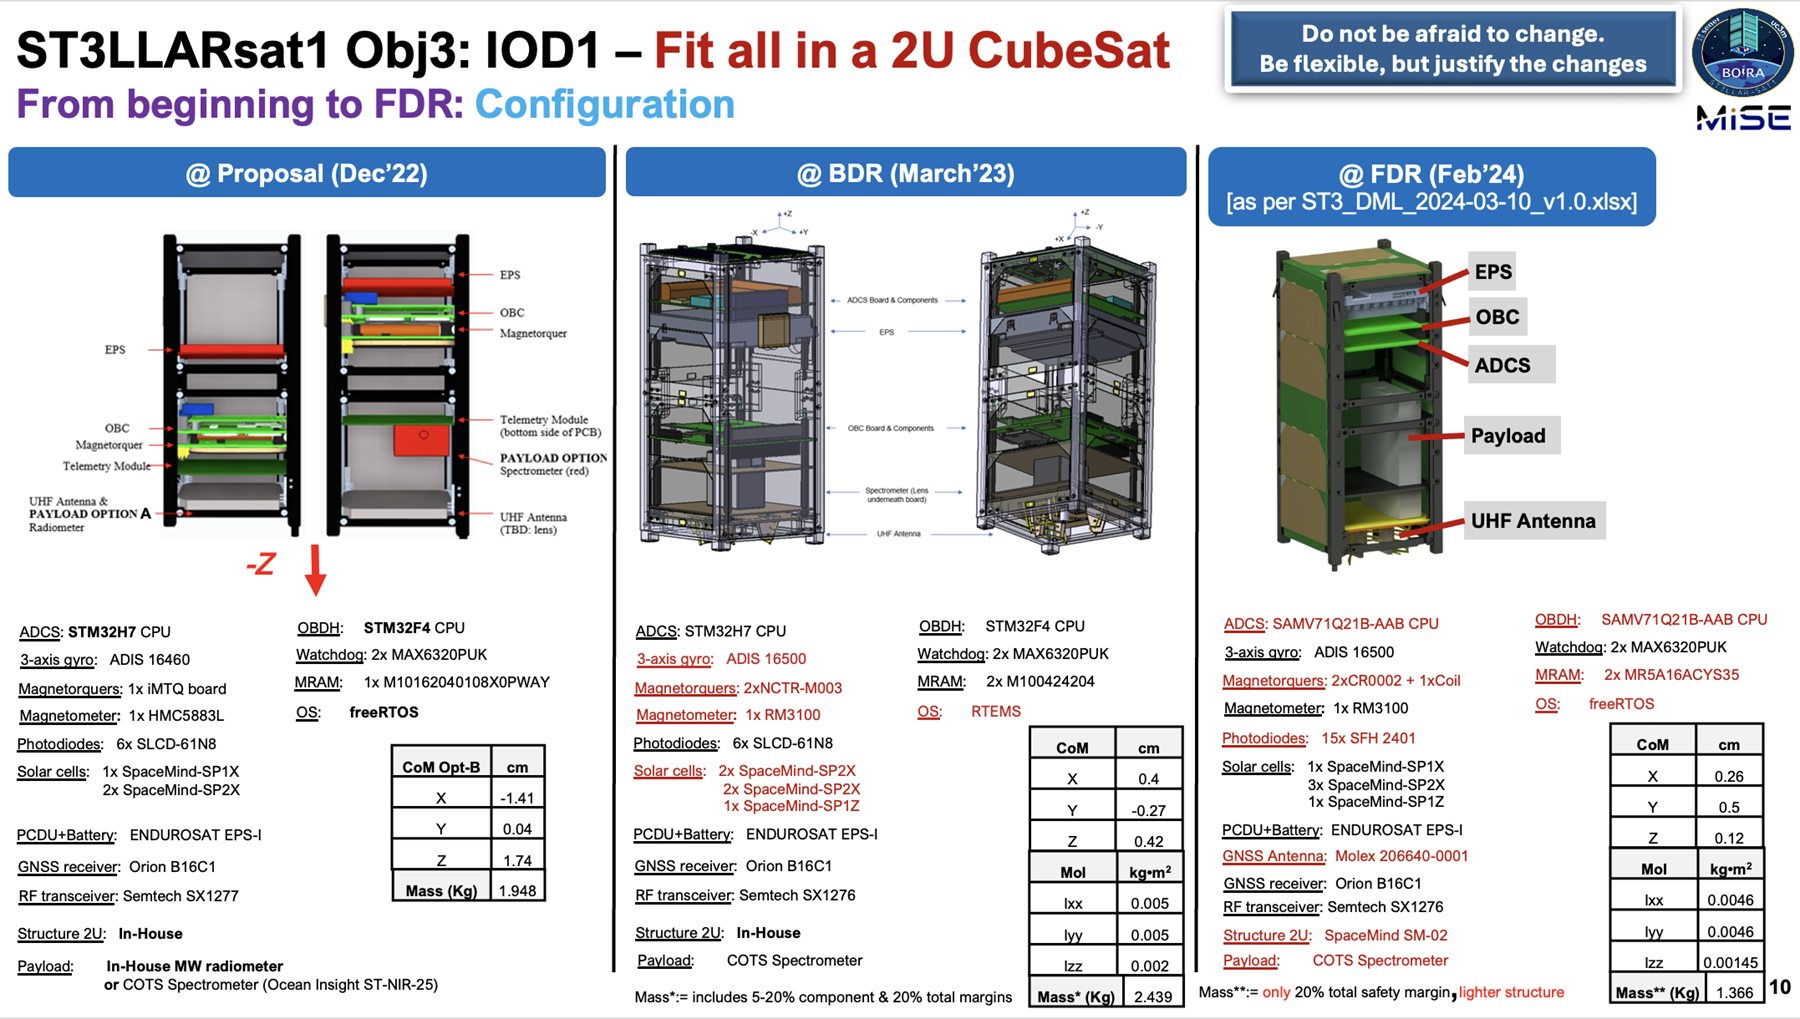 ST3LLARsat1 Obj3: IOD1 – Fit all in a 2U CubeSat
From beginning to FDR: Configuration
Do not be afraid to change.
Be flexible, but justify the changes
BOiRA
MiSE
@ Proposal (Dec'22)
EPS
OBC
Magnetorquer
Telemetry Module
UHF Antenna &
PAYLOAD OPTION A
Radiometer
EPS
OBC
Magnetorquer
Telemetry Module
(bottom side of PCB)
PAYLOAD OPTION
Spectrometer (red)
UHF Antenna
(TBD: lens)
-Z
ADCS: STM32H7 CPU
3-axis gyro: ADIS 16460
Magnetorquers: 1x iMTQ board
Magnetometer: 1x HMC5883L
Photodiodes: 6x SLCD-61N8
Solar cells: 1x SpaceMind-SP1X
2x SpaceMind-SP2X
PCDU+Battery: ENDUROSAT EPS-I
GNSS receiver: Orion B16C1
RF transceiver: Semtech SX1277
Structure 2U: In-House
Payload: In-House MW radiometer
or COTS Spectrometer (Ocean Insight ST-NIR-25)
OBDH: STM32F4 CPU
Watchdog: 2x MAX6320PUK
MRAM: 1x M10162040108X0PWAY
OS: freeRTOS
CoM Opt-B cm
X -1.41
Y 0.04
Z 1.74
Mass (Kg) 1.948
@ BDR (March'23)
+Z
-X +Y
+Z
+X -Y
ADCS Board & Components
EPS
OBC Board & Components
Spectrometer (Lens
underneath board)
UHF Antenna
ADCS: STM32H7 CPU
3-axis gyro: ADIS 16500
Magnetorquers: 2xNCTR-M003
Magnetometer: 1x RM3100
Photodiodes: 6x SLCD-61N8
Solar cells: 2x SpaceMind-SP2X
2x SpaceMind-SP2X
1x SpaceMind-SP1Z
PCDU+Battery: ENDUROSAT EPS-I
GNSS receiver: Orion B16C1
RF transceiver: Semtech SX1276
Structure 2U: In-House
Payload: COTS Spectrometer
Mass*:= includes 5-20% component & 20% total margins
OBDH: STM32F4 CPU
Watchdog: 2x MAX6320PUK
MRAM: 2x M100424204
OS: RTEMS
CoM cm
X 0.4
Y -0.27
Z 0.42
MoI kg•m²
Ixx 0.005
Iyy 0.005
Izz 0.002
Mass* (Kg) 2.439
@ FDR (Feb'24)
[as per ST3_DML_2024-03-10_v1.0.xlsx]
EPS
OBC
ADCS
Payload
UHF Antenna
ADCS: SAMV71Q21B-AAB CPU
3-axis gyro: ADIS 16500
Magnetorquers: 2xCR0002 + 1xCoil
Magnetometer: 1x RM3100
Photodiodes: 15x SFH 2401
Solar cells: 1x SpaceMind-SP1X
3x SpaceMind-SP2X
1x SpaceMind-SP1Z
PCDU+Battery: ENDUROSAT EPS-I
GNSS Antenna: Molex 206640-0001
GNSS receiver: Orion B16C1
RF transceiver: Semtech SX1276
Structure 2U: SpaceMind SM-02
Payload: COTS Spectrometer
Mass**:= only 20% total safety margin, lighter structure
OBDH: SAMV71Q21B-AAB CPU
Watchdog: 2x MAX6320PUK
MRAM: 2x MR5A16ACYS35
OS: freeRTOS
CoM cm
X 0.26
Y 0.5
Z 0.12
MoI kg•m²
Ixx 0.0046
Iyy 0.0046
Izz 0.00145
Mass** (Kg) 1.366
10